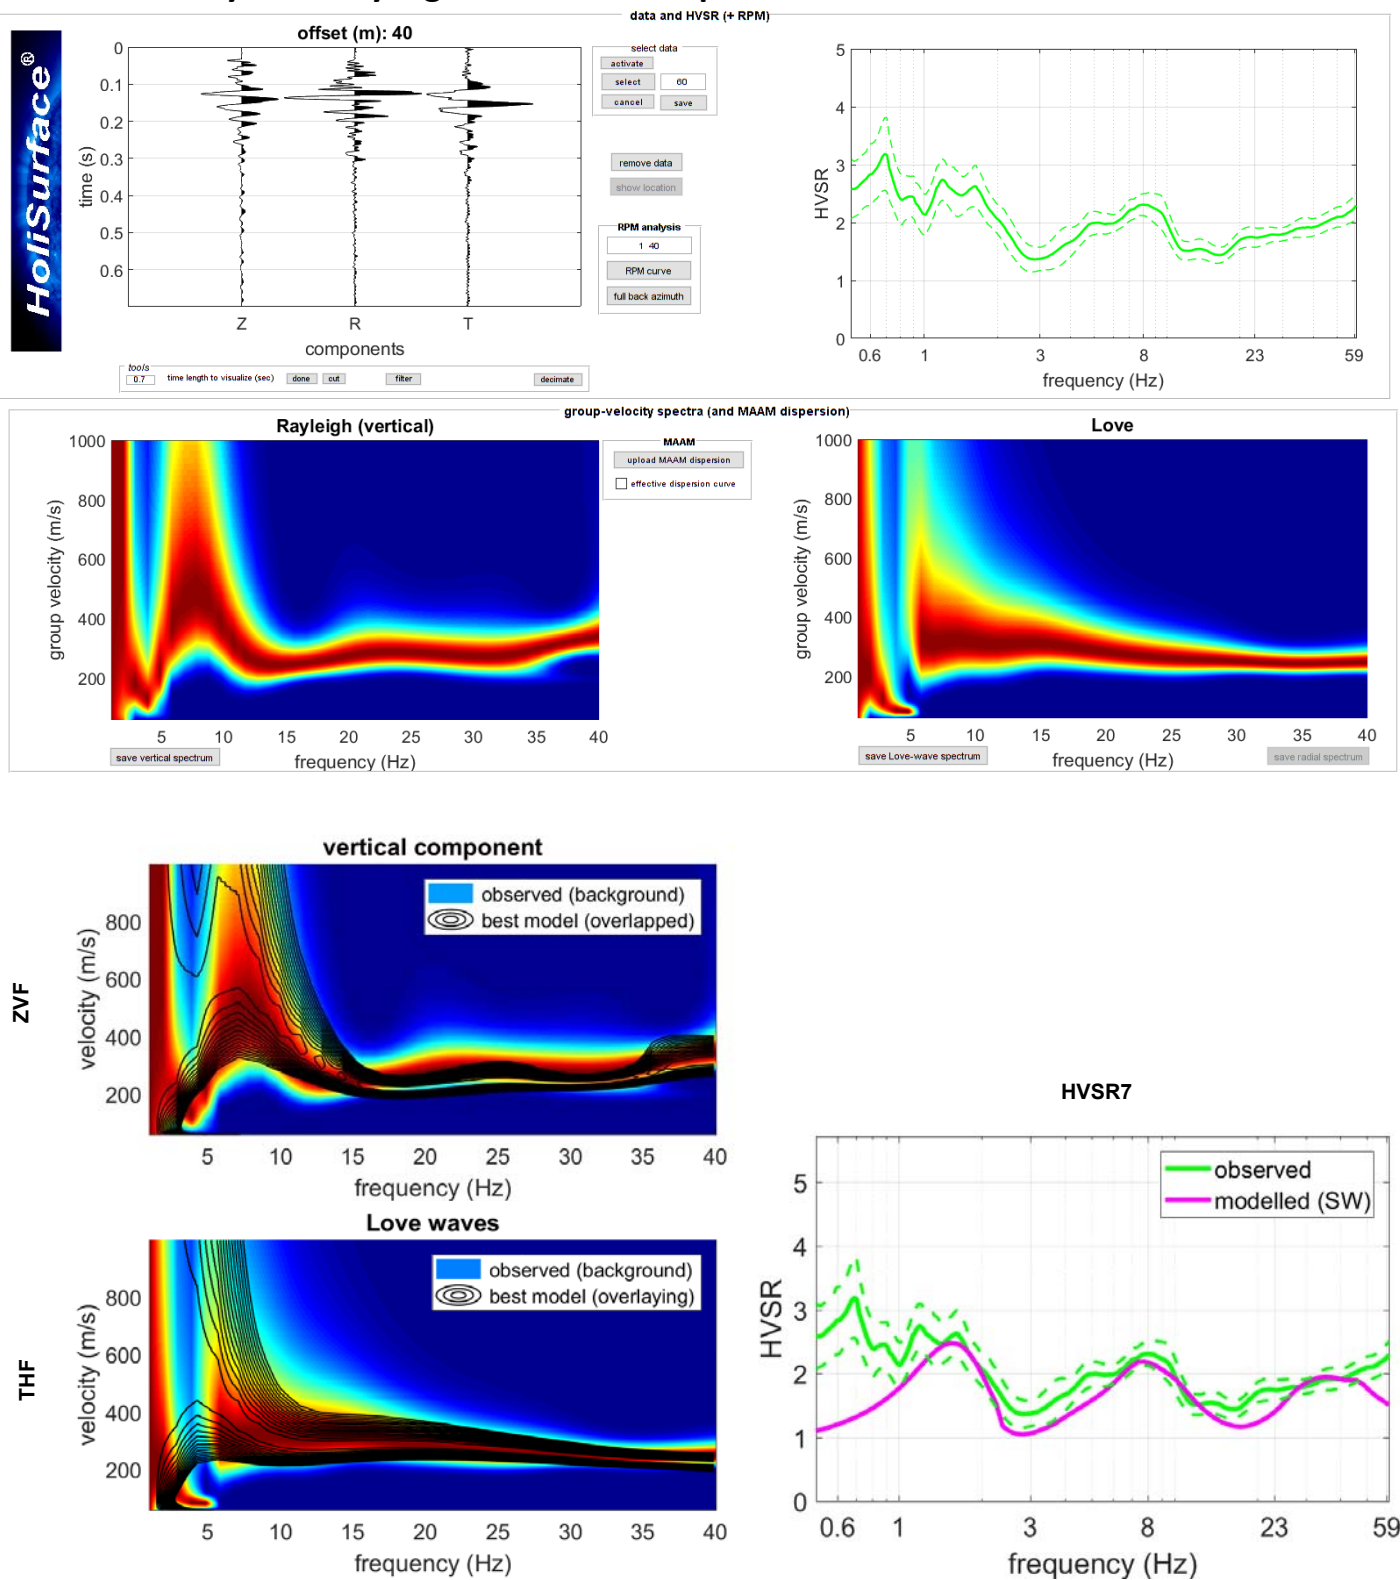 data and HVSR (+ RPM)
HoliSurface®
offset (m): 40
0
0.1
0.2
0.3
0.4
0.5
0.6
time (s)
Z R T
components
select data
activate
select 60
cancel save
remove data
show location
RPM analysis
1 40
RPM curve
full back azimuth
tools
0.7 time length to visualize (sec) done cut filter decimate
5
4
3
2
1
0
HVSR
0.6 1 3 8 23 59
frequency (Hz)
group-velocity spectra (and MAAM dispersion)
Rayleigh (vertical)
1000
800
600
400
200
group velocity (m/s)
5 10 15 20 25 30 35 40
frequency (Hz)
save vertical spectrum
MAAM
upload MAAM dispersion
effective dispersion curve
Love
1000
800
600
400
200
group velocity (m/s)
5 10 15 20 25 30 35 40
frequency (Hz)
save Love-wave spectrum
save radial spectrum
ZVF
vertical component
observed (background)
best model (overlapped)
800
600
400
200
velocity (m/s)
5 10 15 20 25 30 35 40
frequency (Hz)
THF
Love waves
observed (background)
best model (overlaying)
800
600
400
200
velocity (m/s)
5 10 15 20 25 30 35 40
frequency (Hz)
HVSR7
observed
modelled (SW)
5
4
3
2
1
0
HVSR
0.6 1 3 8 23 59
frequency (Hz)